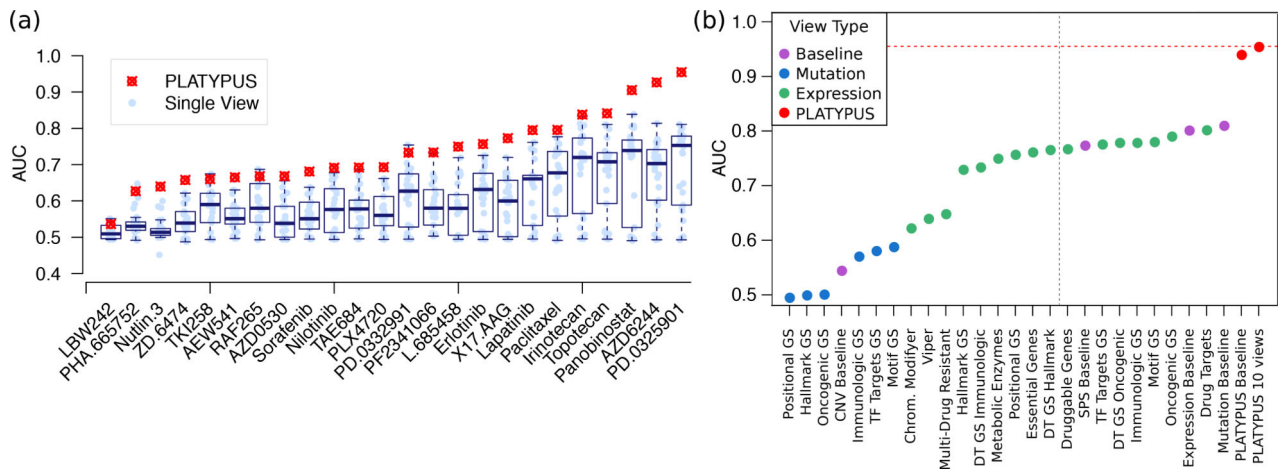 (a)
AUC
1.0
0.9
0.8
0.7
0.6
0.5
0.4
PLATYPUS
Single View
LBW242
PHA.665752
Nutlin.3
ZD.6474
TKI258
AEW541
RAF265
AZD0530
Sorafenib
Nilotinib
TAE684
PLX4720
PD.0332991
PF2341066
L.685458
Erlotinib
X17.AAG
Lapatinib
Paclitaxel
Irinotecan
Topotecan
Panobinostat
AZD6244
PD.0325901
(b)
AUC
1.0
0.9
0.8
0.7
0.6
0.5
View Type
Baseline
Mutation
Expression
PLATYPUS
Positional GS
Hallmark GS
Oncogenic GS
CNV Baseline
Immunologic GS
TF Targets GS
Motif GS
Chrom. Modifyer
Viper
Multi-Drug Resistant
Hallmark GS
DT GS Immunologic
Metabolic Enzymes
Positional GS
Essential Genes
DT GS Hallmark
Druggable Genes
SPS Baseline
TF Targets GS
DT GS Oncogenic
Immunologic GS
Motif GS
Oncogenic GS
Expression Baseline
Drug Targets
Mutation Baseline
PLATYPUS Baseline
PLATYPUS 10 views